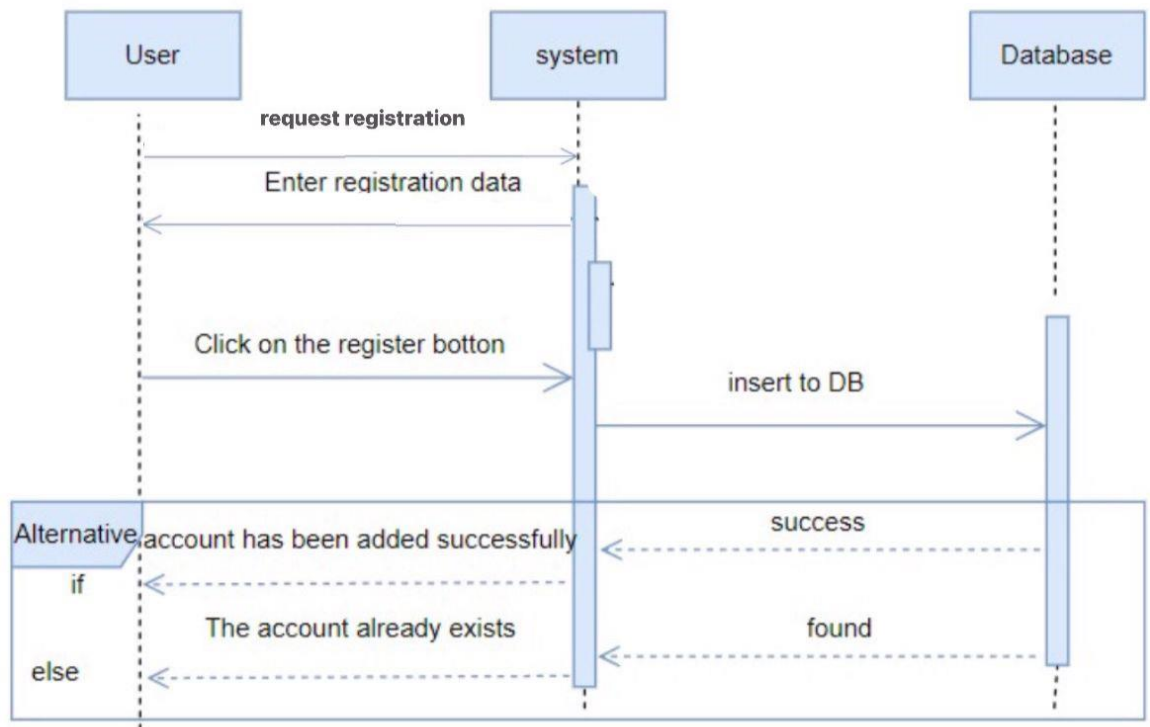 User
system
Database
request registration
Enter registration data
Click on the register botton
insert to DB
Alternative
success
account has been added successfully
if
The account already exists
found
else